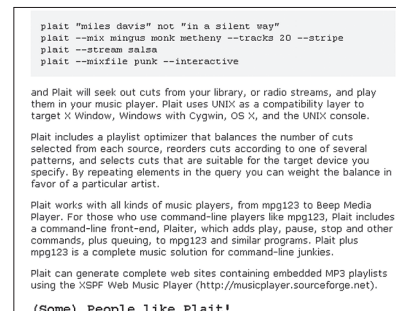 plait "miles davis" not "in a silent way"
plait --mix mingus monk metheny --tracks 20 --stripe
plait --stream salsa
plait --mixfile punk --interactive
and Plait will seek out cuts from your library, or radio streams, and play
them in your music player. Plait uses UNIX as a compatibility layer to
target X Window, Windows with Cygwin, OS X, and the UNIX console.
Plait includes a playlist optimizer that balances the number of cuts
selected from each source, reorders cuts according to one of several
patterns, and selects cuts that are suitable for the target device you
specify. By repeating elements in the query you can weight the balance in
favor of a particular artist.
Plait works with all kinds of music players, from mpg123 to Beep Media
Player. For those who use command-line players like mpg123, Plait includes
a command-line front-end, Plaiter, which adds play, pause, stop and other
commands, plus queuing, to mpg123 and similar programs. Plait plus
mpg123 is a complete music solution for command-line junkies.
Plait can generate complete web sites containing embedded MP3 playlists
using the XSPF Web Music Player (http://musicplayer.sourceforge.net).
(Some) People like Plait!